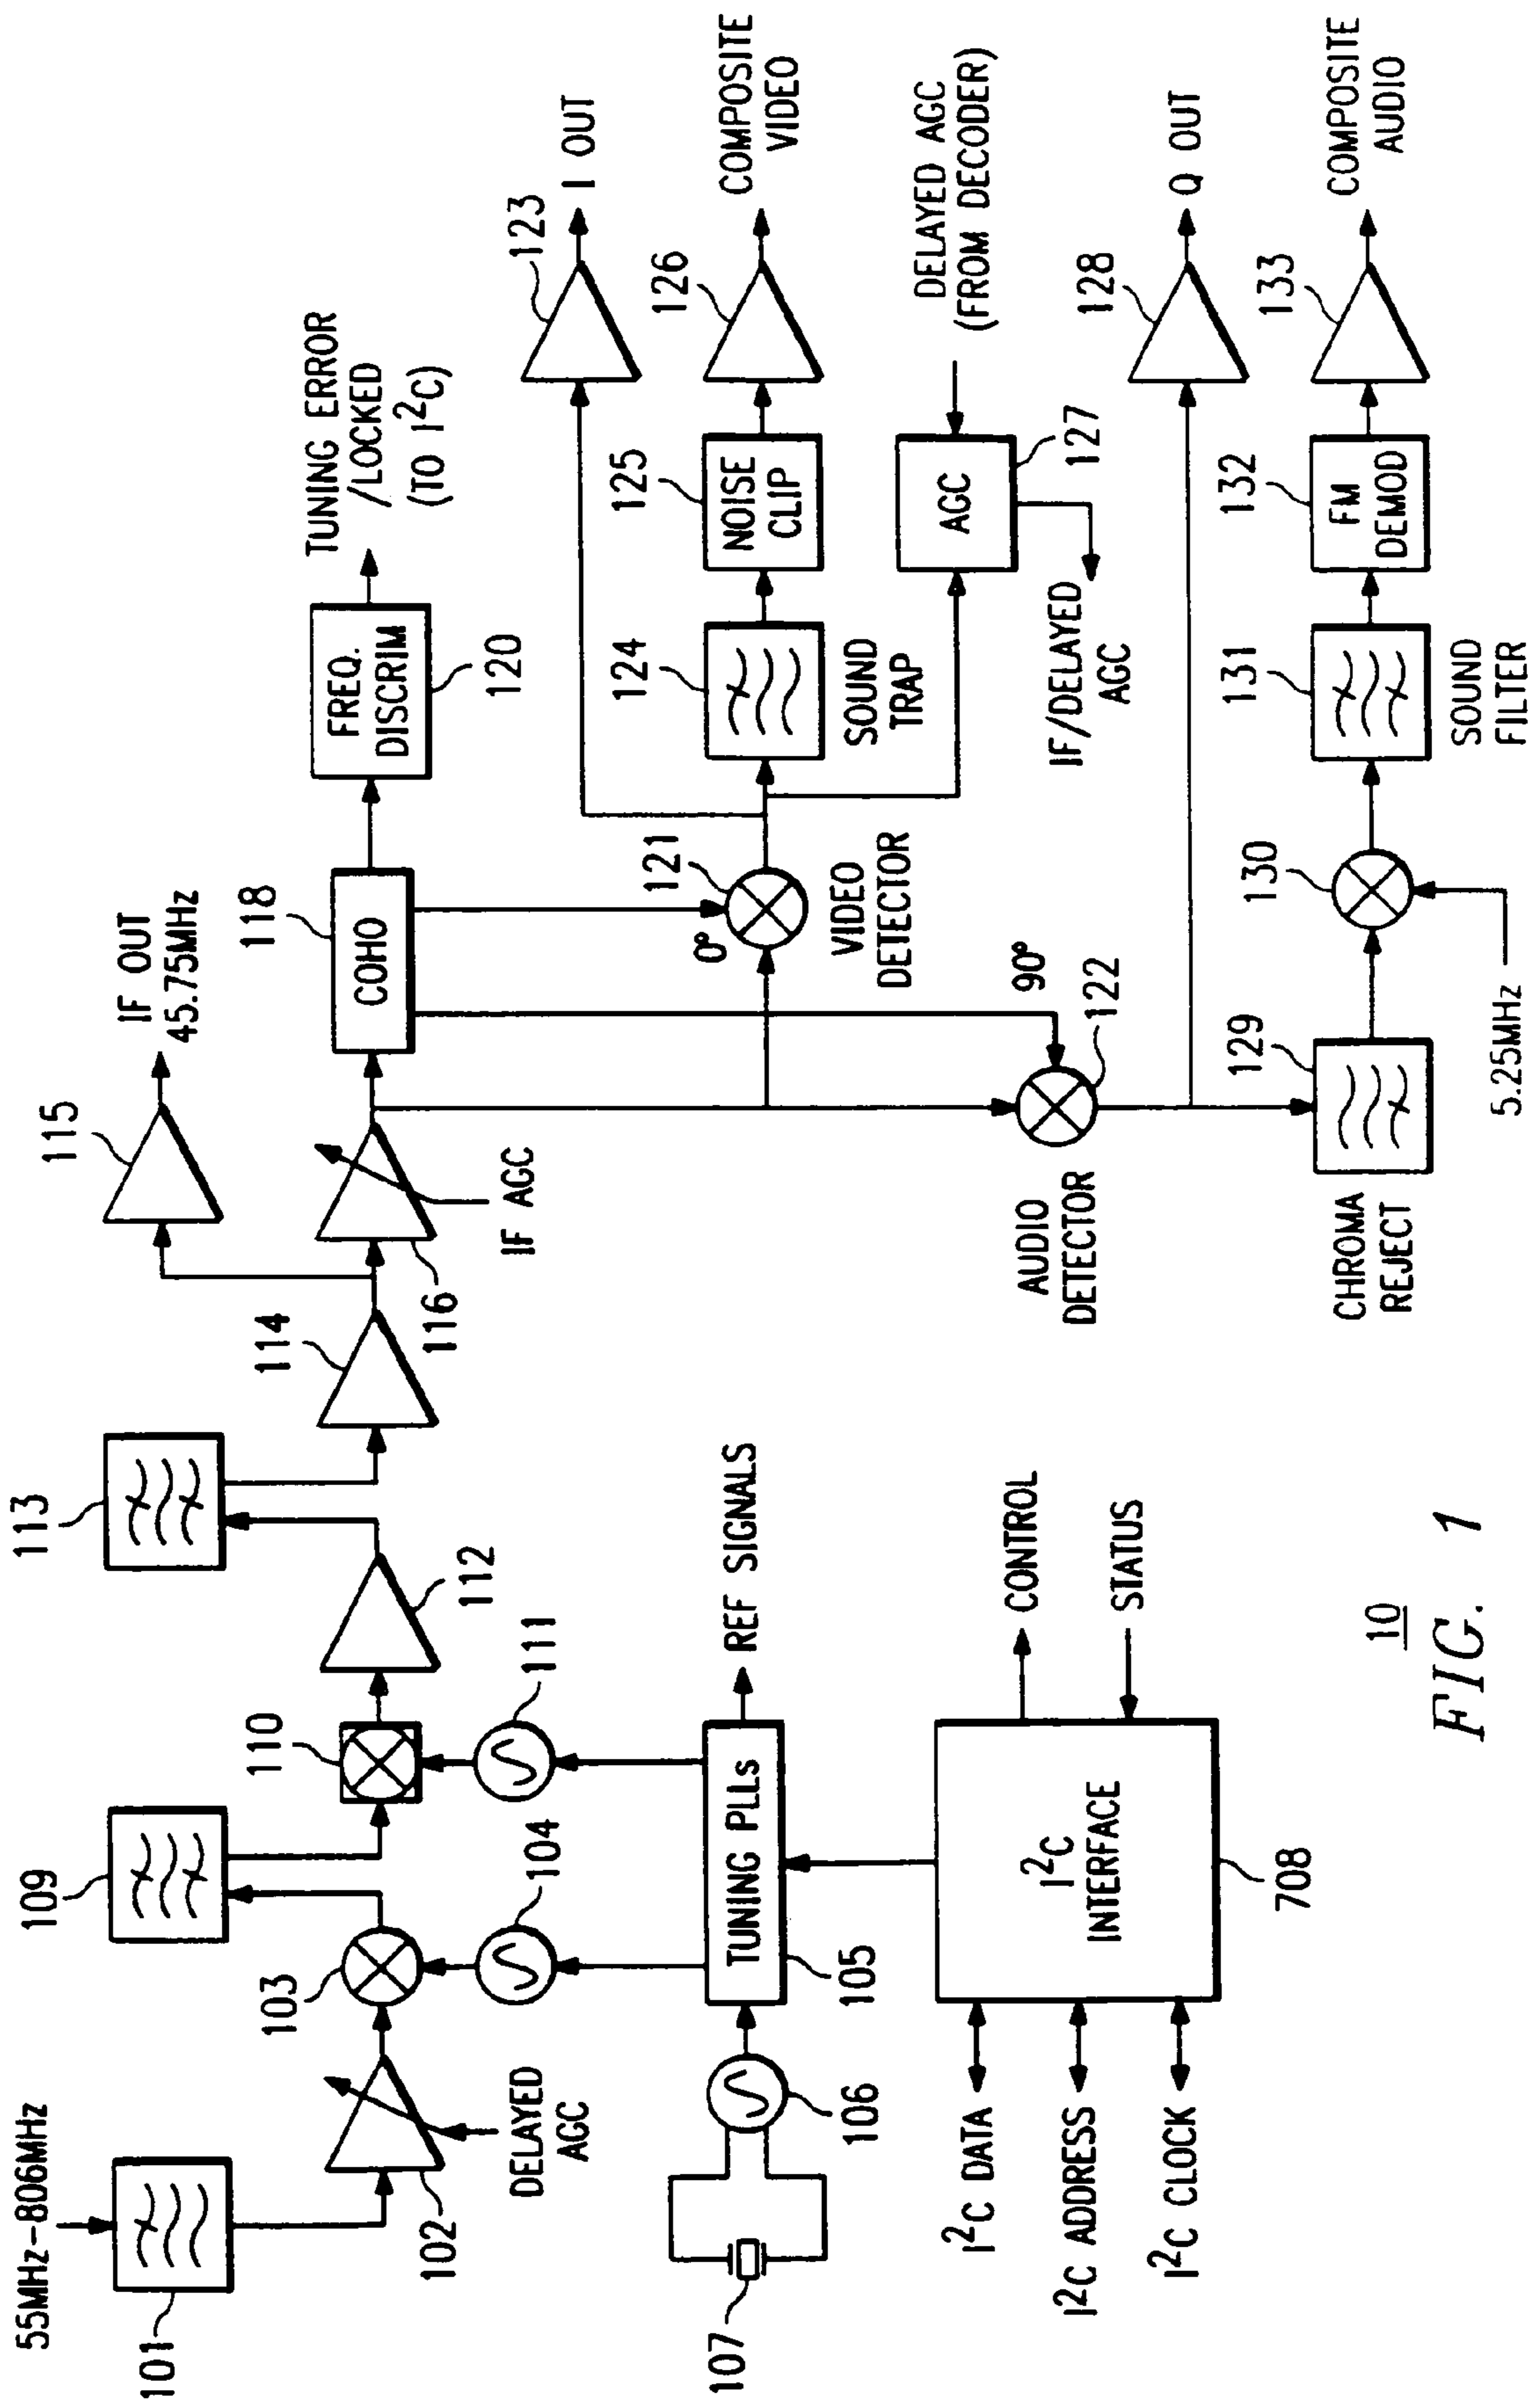 55MHz-806MHz
101
102
DELAYED
AGC
103
104
109
110
111
112
113
114
115
IF OUT
45.75MHz
116
IF AGC
118
COHO
FREQ.
DISCRIM
120
TUNING ERROR
/LOCKED
(TO I²C)
0°
121
VIDEO
DETECTOR
90°
122
AUDIO
DETECTOR
123
I OUT
124
SOUND
TRAP
125
NOISE
CLIP
126
COMPOSITE
VIDEO
AGC
127
DELAYED AGC
(FROM DECODER)
IF/DELAYED
AGC
128
Q OUT
129
CHROMA
REJECT
130
5.25MHz
131
SOUND
FILTER
132
FM
DEMOD
133
COMPOSITE
AUDIO
107
106
TUNING PLLs
105
REF SIGNALS
I²C DATA
I²C ADDRESS
I²C CLOCK
I²C
INTERFACE
708
CONTROL
STATUS
10
FIG. 1